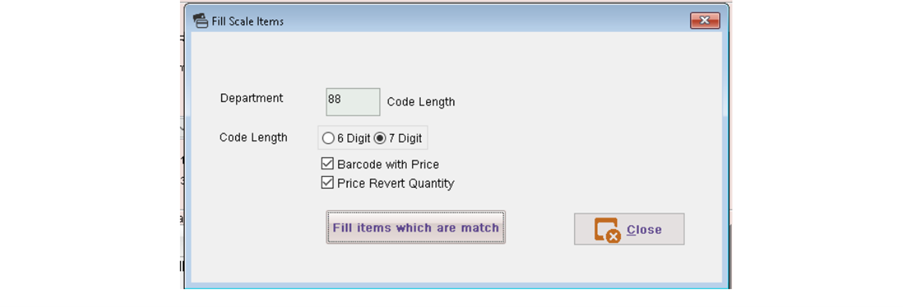 Fill Scale Items
Department 88 Code Length
Code Length 6 Digit 7 Digit
Barcode with Price
Price Revert Quantity
Fill items which are match Close